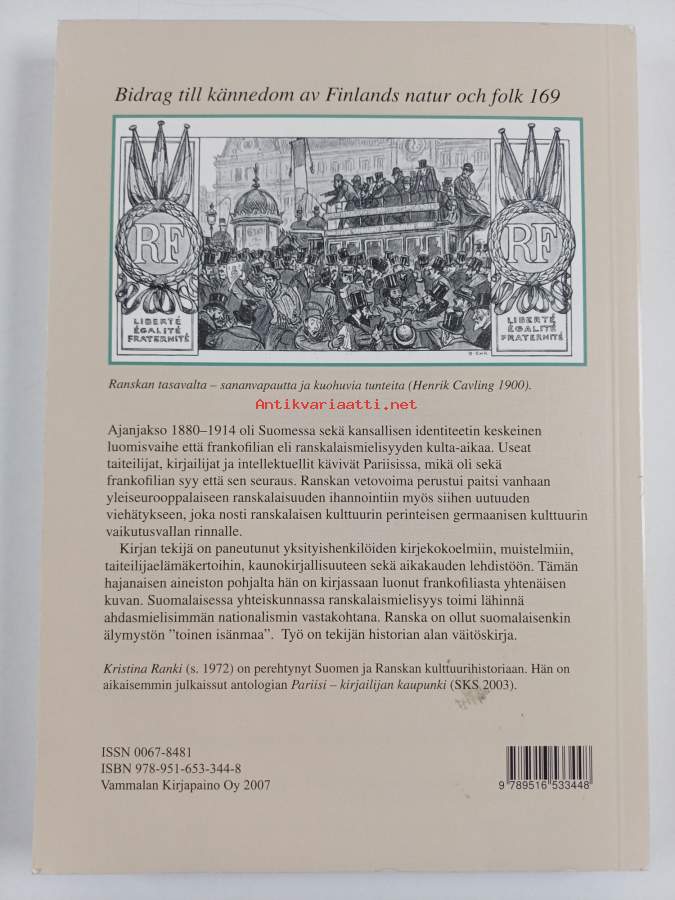 Bidrag till kännedom av Finlands natur och folk 169
RF
RF
LIBERTÉ
ÉGALITÉ
FRATERNITÉ
LIBERTÉ
ÉGALITÉ
FRATERNITÉ
Ranskan tasavalta – sananvapautta ja kuohuvia tunteita (Henrik Cavling 1900).
Antikvariaatti.net
Ajanjakso 1880–1914 oli Suomessa sekä kansallisen identiteetin keskeinen
luomisvaihe että frankofilian eli ranskalaismielisyyden kulta-aikaa. Useat
taiteilijat, kirjailijat ja intellektuellit kävivät Pariisissa, mikä oli sekä
frankofilian syy että sen seuraus. Ranskan vetovoima perustui paitsi vanhaan
yleiseurooppalaiseen ranskalaisuuden ihannointiin myös siihen uutuuden
viehätykseen, joka nosti ranskalaisen kulttuurin perinteisen germaanisen kulttuurin
vaikutusvallan rinnalle.
Kirjan tekijä on paneutunut yksityishenkilöiden kirjekokoelmiin, muistelmiin,
taiteilijaelämäkertoihin, kaunokirjallisuuteen sekä aikakauden lehdistöön. Tämän
hajanaisen aineiston pohjalta hän on kirjassaan luonut frankofiliasta yhtenäisen
kuvan. Suomalaisessa yhteiskunnassa ranskalaismielisyys toimi lähinnä
ahdasmielisimmän nationalismin vastakohtana. Ranska on ollut suomalaisenkin
älymystön ”toinen isänmaa”. Työ on tekijän historian alan väitöskirja.
Kristina Ranki (s. 1972) on perehtynyt Suomen ja Ranskan kulttuurihistoriaan. Hän on
aikaisemmin julkaissut antologian Pariisi – kirjailijan kaupunki (SKS 2003).
ISSN 0067-8481
ISBN 978-951-653-344-8
Vammalan Kirjapaino Oy 2007
9 789516 533448